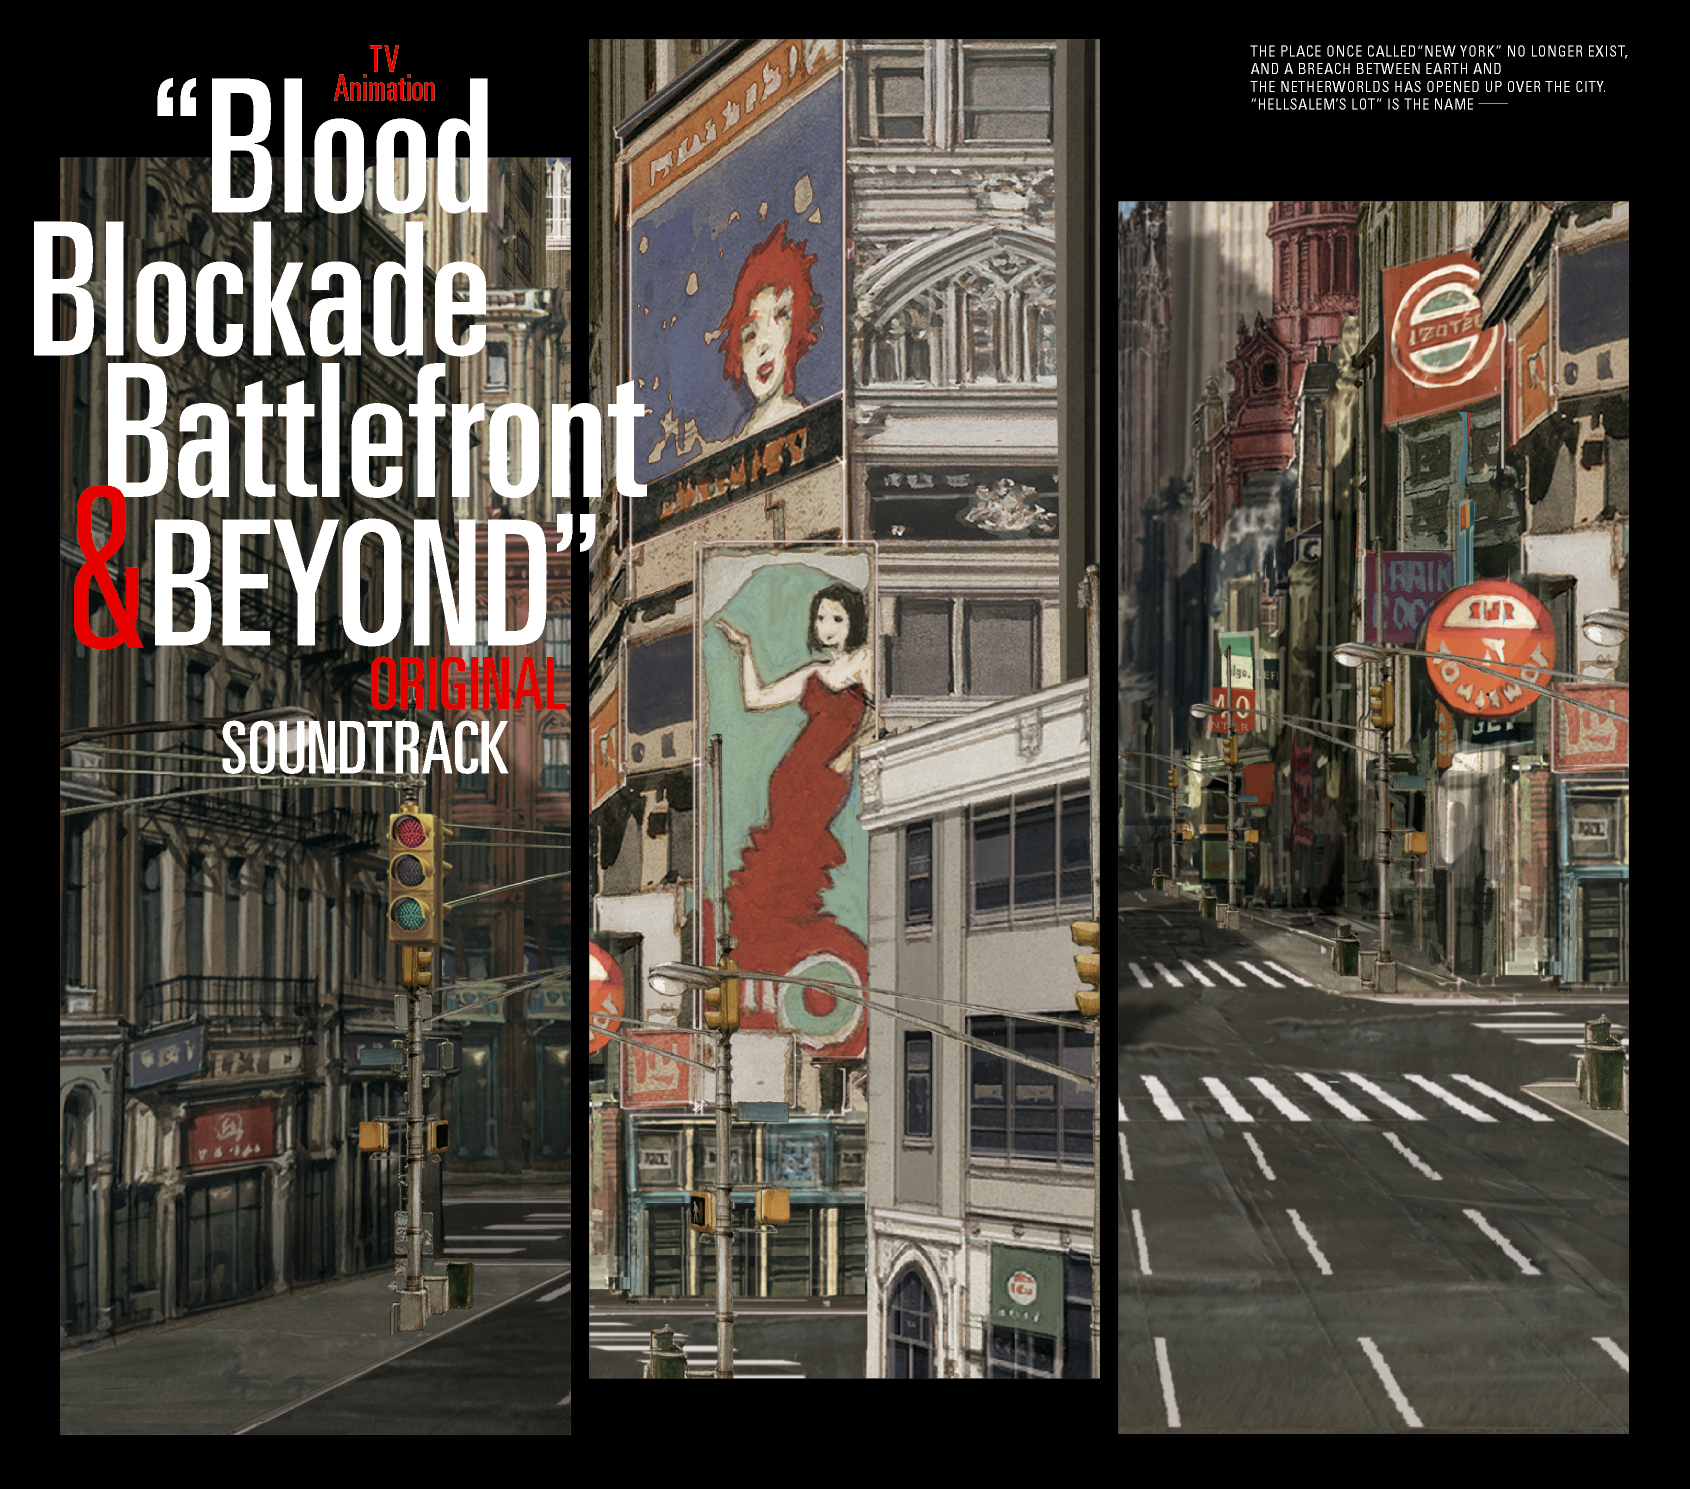 TV
Animation
“Blood
Blockade
Battlefront
&BEYOND”
ORIGINAL
SOUNDTRACK
THE PLACE ONCE CALLED“NEW YORK” NO LONGER EXIST,
AND A BREACH BETWEEN EARTH AND
THE NETHERWORLDS HAS OPENED UP OVER THE CITY.
“HELLSALEM’S LOT” IS THE NAME ──